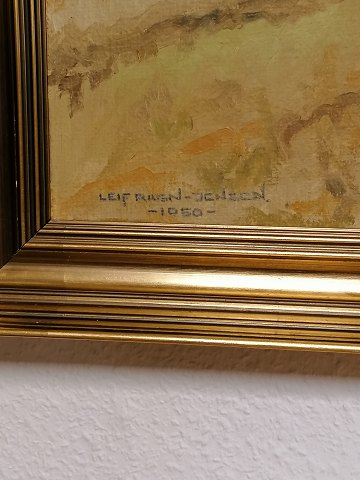 LEIF RAGN-JENSEN.
-1950-